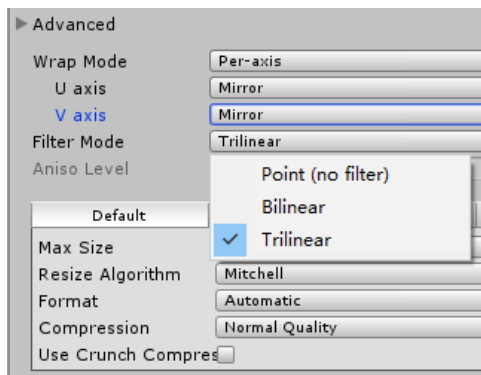 Advanced
Wrap Mode Per-axis
U axis Mirror
V axis Mirror
Filter Mode Trilinear
Aniso Level
Point (no filter)
Bilinear
Trilinear
Default
Max Size
Resize Algorithm Mitchell
Format Automatic
Compression Normal Quality
Use Crunch Compres